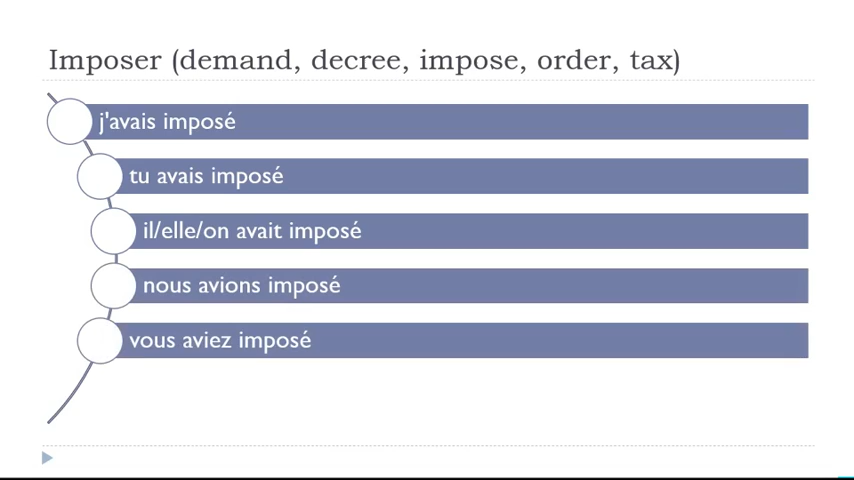 Imposer (demand, decree, impose, order, tax)
j'avais imposé
tu avais imposé
il/elle/on avait imposé
nous avions imposé
vous aviez imposé